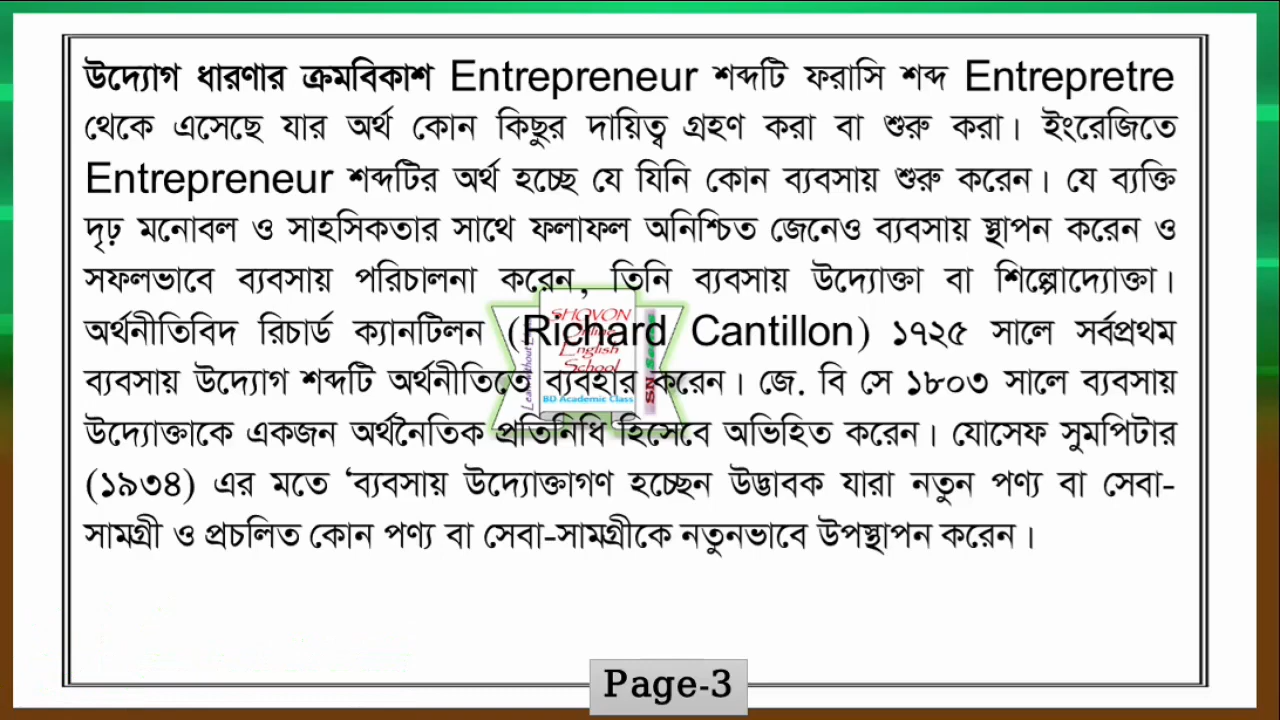 উদ্যোগ ধারণার ক্রমবিকাশ Entrepreneur শব্দটি ফরাসি শব্দ Entrepretre
থেকে এসেছে যার অর্থ কোন কিছুর দায়িত্ব গ্রহণ করা বা শুরু করা। ইংরেজিতে
Entrepreneur শব্দটির অর্থ হচ্ছে যে যিনি কোন ব্যবসায় শুরু করেন। যে ব্যক্তি
দৃঢ় মনোবল ও সাহসিকতার সাথে ফলাফল অনিশ্চিত জেনেও ব্যবসায় স্থাপন করেন ও
সফলভাবে ব্যবসায় পরিচালনা করেন, তিনি ব্যবসায় উদ্যোক্তা বা শিল্পোদ্যোক্তা।
অর্থনীতিবিদ রিচার্ড ক্যানটিলন (Richard Cantillon) ১৭২৫ সালে সর্বপ্রথম
ব্যবসায় উদ্যোগ শব্দটি অর্থনীতিতে ব্যবহার করেন। জে. বি সে ১৮০৩ সালে ব্যবসায়
উদ্যোক্তাকে একজন অর্থনৈতিক প্রতিনিধি হিসেবে অভিহিত করেন। যোসেফ সুমপিটার
(১৯৩৪) এর মতে ‘ব্যবসায় উদ্যোক্তাগণ হচ্ছেন উদ্ভাবক যারা নতুন পণ্য বা সেবা-
সামগ্রী ও প্রচলিত কোন পণ্য বা সেবা-সামগ্রীকে নতুনভাবে উপস্থাপন করেন।
SHOVON
Online
English
School
BD Academic Class
Page-3